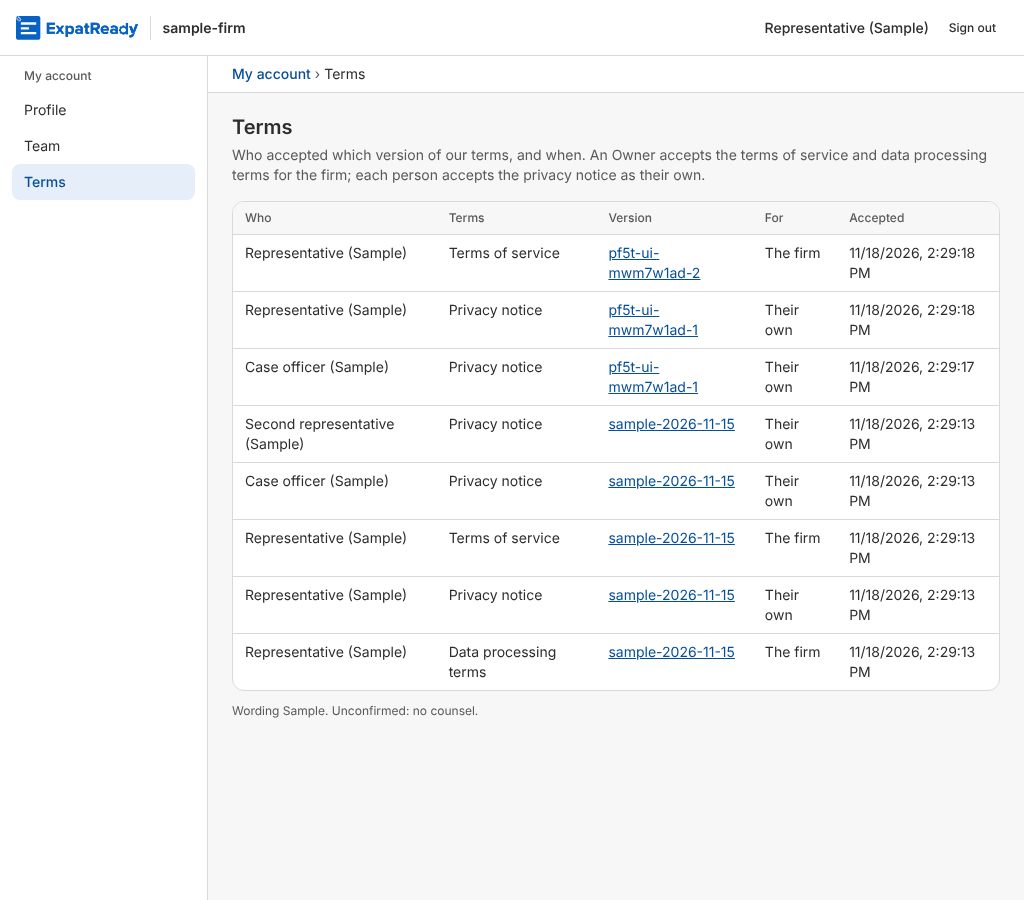 ExpatReady sample-firm Representative (Sample) Sign out
My account
Profile
Team
Terms
My account › Terms
Terms
Who accepted which version of our terms, and when. An Owner accepts the terms of service and data processing
terms for the firm; each person accepts the privacy notice as their own.
Who Terms Version For Accepted
Representative (Sample) Terms of service pf5t-ui-mwm7w1ad-2 The firm 11/18/2026, 2:29:18 PM
Representative (Sample) Privacy notice pf5t-ui-mwm7w1ad-1 Their own 11/18/2026, 2:29:18 PM
Case officer (Sample) Privacy notice pf5t-ui-mwm7w1ad-1 Their own 11/18/2026, 2:29:17 PM
Second representative (Sample) Privacy notice sample-2026-11-15 Their own 11/18/2026, 2:29:13 PM
Case officer (Sample) Privacy notice sample-2026-11-15 Their own 11/18/2026, 2:29:13 PM
Representative (Sample) Terms of service sample-2026-11-15 The firm 11/18/2026, 2:29:13 PM
Representative (Sample) Privacy notice sample-2026-11-15 Their own 11/18/2026, 2:29:13 PM
Representative (Sample) Data processing terms sample-2026-11-15 The firm 11/18/2026, 2:29:13 PM
Wording Sample. Unconfirmed: no counsel.